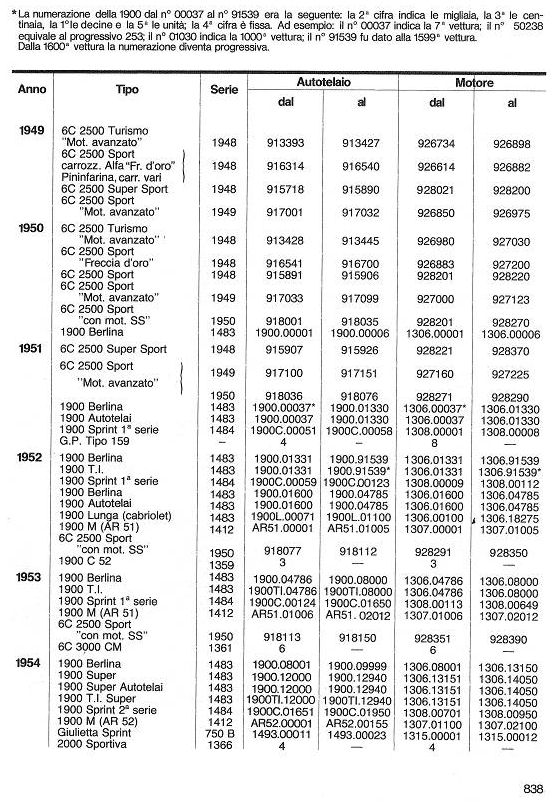 *La numerazione della 1900 dal n° 00037 al n° 91539 era la seguente: la 2ª cifra indica le migliaia, la 3ª le cen-
tinaia, la 1ª le decine e la 5ª le unità; la 4ª cifra è fissa. Ad esempio: il n° 00037 indica la 7ª vettura; il n° 50238
equivale al progressivo 253; il n° 01030 indica la 1000ª vettura; il n° 91539 fu dato alla 1599ª vettura.
Dalla 1600ª vettura la numerazione diventa progressiva.
Anno Tipo Serie Autotelaio Motore
dal al dal al
1949 6C 2500 Turismo
"Mot. avanzato" 1948 913393 913427 926734 926898
6C 2500 Sport
carrozz. Alfa "Fr. d'oro" 1948 916314 916540 926614 926882
Pininfarina, carr. vari
6C 2500 Super Sport 1948 915718 915890 928021 928200
6C 2500 Sport
"Mot. avanzato" 1949 917001 917032 926850 926975
1950 6C 2500 Turismo
"Mot. avanzato" 1948 913428 913445 926980 927030
6C 2500 Sport
"Freccia d'oro" 1948 916541 916700 926883 927200
6C 2500 Sport 1948 915891 915906 928201 928220
6C 2500 Sport
"Mot. avanzato" 1949 917033 917099 927000 927123
6C 2500 Sport
"con mot. SS" 1950 918001 918035 928201 928270
1900 Berlina 1483 1900.00001 1900.00006 1306.00001 1306.00006
1951 6C 2500 Super Sport 1948 915907 915926 928221 928370
6C 2500 Sport
1949 917100 917151 927160 927225
"Mot. avanzato"
1950 918036 918076 928271 928290
1900 Berlina 1483 1900.00037* 1900.01330 1306.00037* 1306.01330
1900 Autotelai 1483 1900.00037 1900.01330 1306.00037 1306.01330
1900 Sprint 1ª serie 1484 1900C.00051 1900C.00058 1308.00001 1308.00008
G.P. Tipo 159 – 4 – 8 –
1952 1900 Berlina 1483 1900.01331 1900.91539 1306.01331 1306.91539
1900 T.I. 1483 1900.01331 1900.91539* 1306.01331 1306.91539*
1900 Sprint 1ª serie 1484 1900C.00059 1900C.00123 1308.00009 1308.00112
1900 Berlina 1483 1900.01600 1900.04785 1306.01600 1306.04785
1900 Autotelai 1483 1900.01600 1900.04785 1306.01600 1306.04785
1900 Lunga (cabriolet) 1483 1900L.00071 1900L.01100 1306.00100 1306.18275
1900 M (AR 51) 1412 AR51.00001 AR51.01005 1307.00001 1307.01005
6C 2500 Sport
"con mot. SS" 1950 918077 918112 928291 928350
1900 C 52 1359 3 — 3 —
1953 1900 Berlina 1483 1900.04786 1900.08000 1306.04786 1306.08000
1900 T.I. 1483 1900TI.04786 1900TI.08000 1306.04786 1306.08000
1900 Sprint 1ª serie 1484 1900C.00124 1900C.01650 1308.00113 1308.00649
1900 M (AR 51) 1412 AR51.01006 AR51. 02012 1307.01006 1307.02012
6C 2500 Sport
"con mot. SS" 1950 918113 918150 928351 928390
6C 3000 CM 1361 6 — 6 —
1954 1900 Berlina 1483 1900.08001 1900.09999 1306.08001 1306.13150
1900 Super 1483 1900.12000 1900.12940 1306.13151 1306.14050
1900 Super Autotelai 1483 1900.12000 1900.12940 1306.13151 1306.14050
1900 T.I. Super 1483 1900TI.12000 1900TI.12940 1306.13151 1306.14050
1900 Sprint 2ª serie 1484 1900C.01651 1900C.01950 1308.00701 1308.00950
1900 M (AR 52) 1412 AR52.00001 AR52.00155 1307.01100 1307.02100
Giulietta Sprint 750 B 1493.00011 1493.00023 1315.00001 1315.00012
2000 Sportiva 1366 4 — 4 —
838